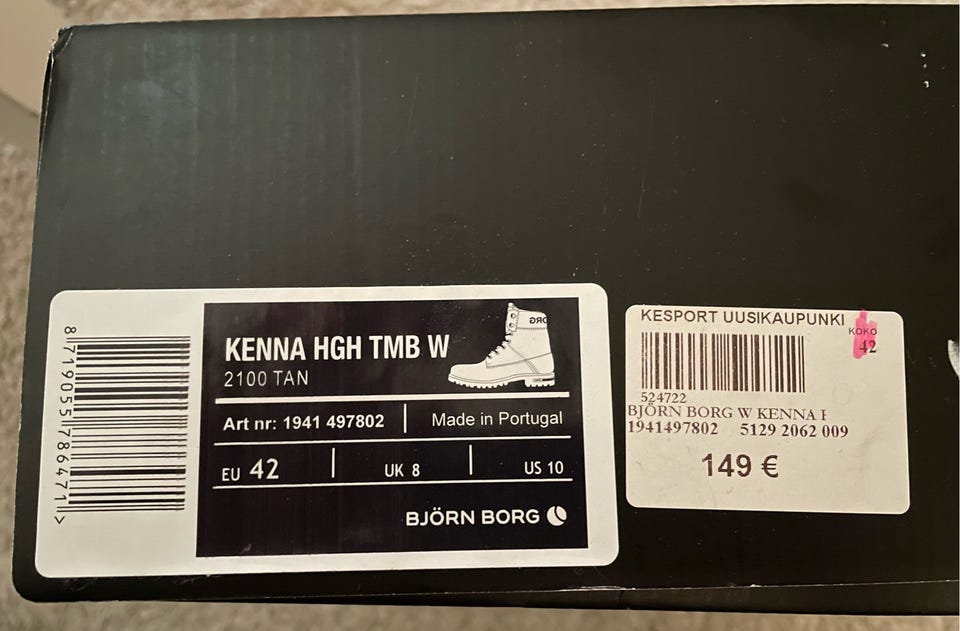 8719055786471>
KENNA HGH TMB W
2100 TAN
BORG
Art nr: 1941 497802
Made in Portugal
EU 42
UK 8
US 10
BJÖRN BORG
KESPORT UUSIKAUPUNKI
KOKO
42
524722
BJÖRN BORG W KENNA H
1941497802 5129 2062 009
149 €